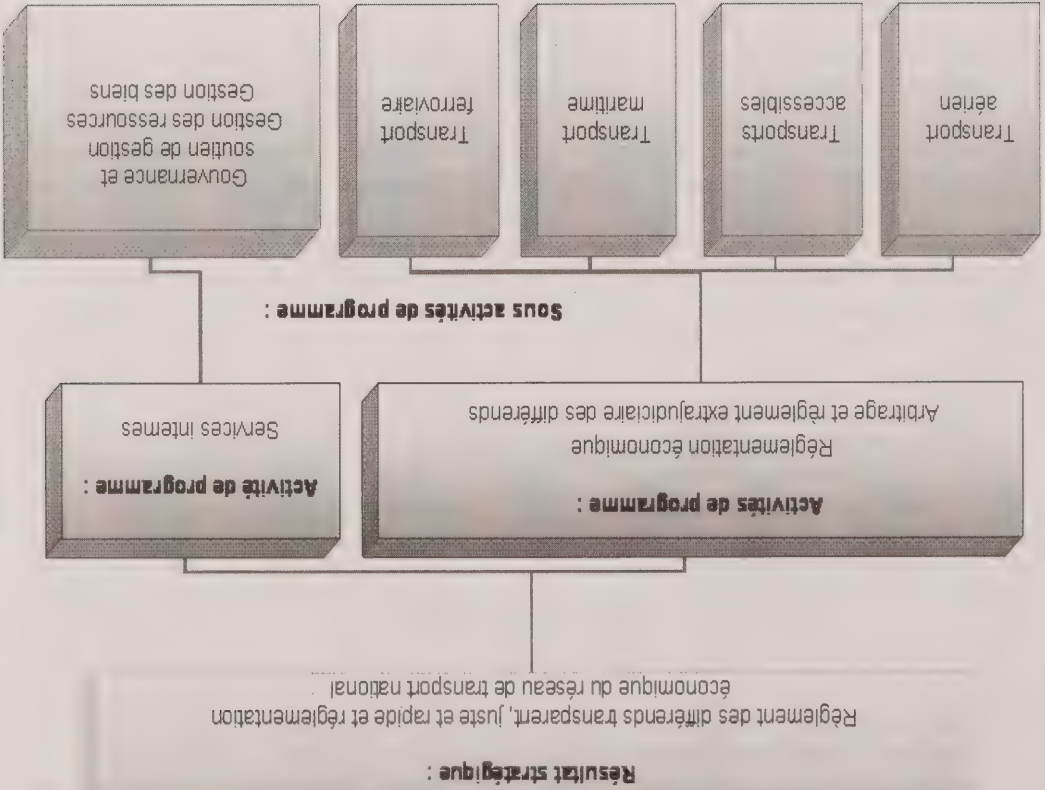 Résultat stratégique :
Règlement des différends transparent, juste et rapide et réglementation
économique du réseau de transport national
Activités de programme :
Réglementation économique
Arbitrage et règlement extrajudiciaire des différends
Activité de programme :
Services internes
Sous activités de programme :
Transport
aérien
Transports
accessibles
Transport
maritime
Transport
ferroviaire
Gouvernance et
soutien de gestion
Gestion des ressources
Gestion des biens